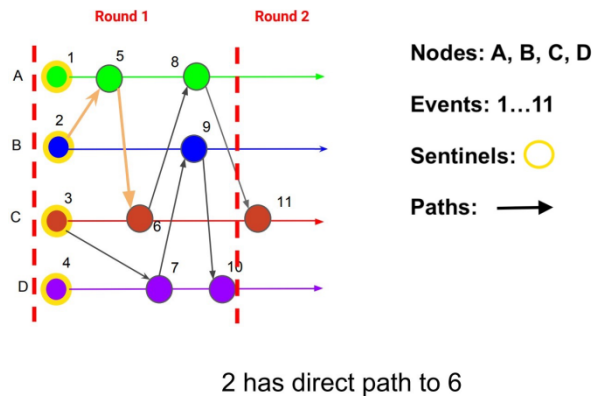 Round 1
Round 2
1
5
8
A
2
9
B
3
6
11
C
4
7
10
D
Nodes: A, B, C, D
Events: 1...11
Sentinels:
Paths:
2 has direct path to 6